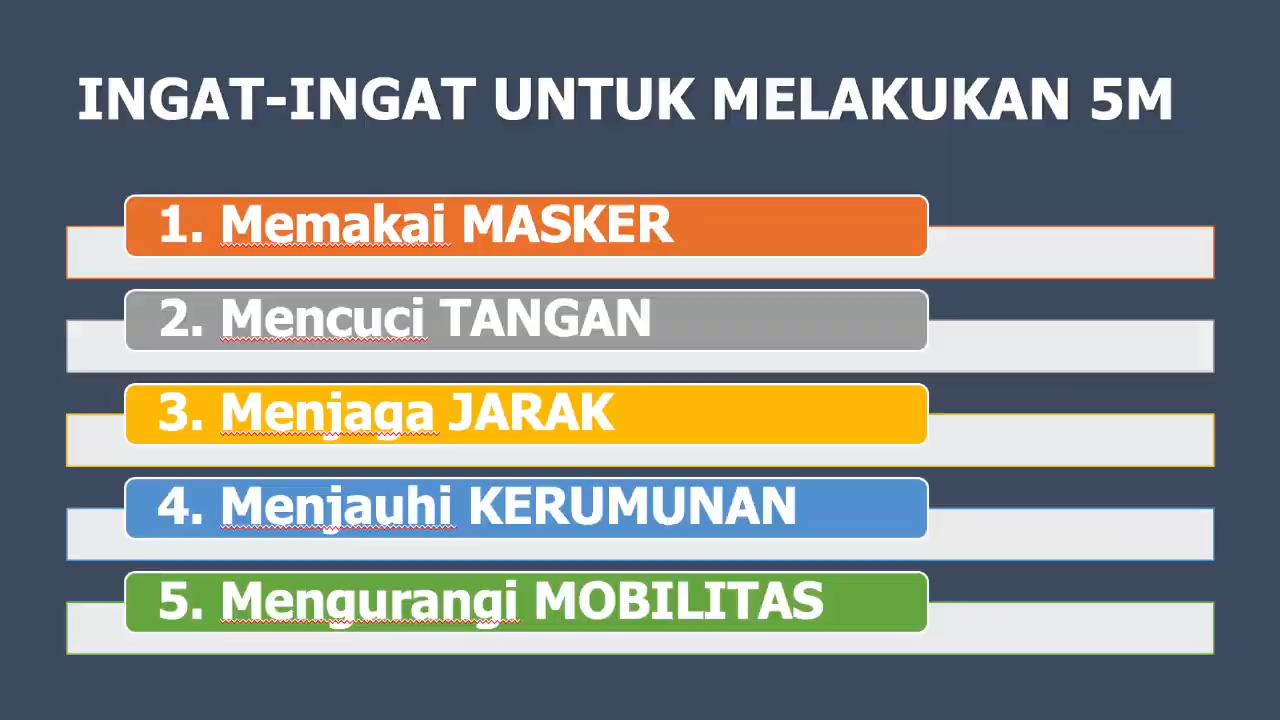 INGAT-INGAT UNTUK MELAKUKAN 5M
1. Memakai MASKER
2. Mencuci TANGAN
3. Menjaga JARAK
4. Menjauhi KERUMUNAN
5. Mengurangi MOBILITAS